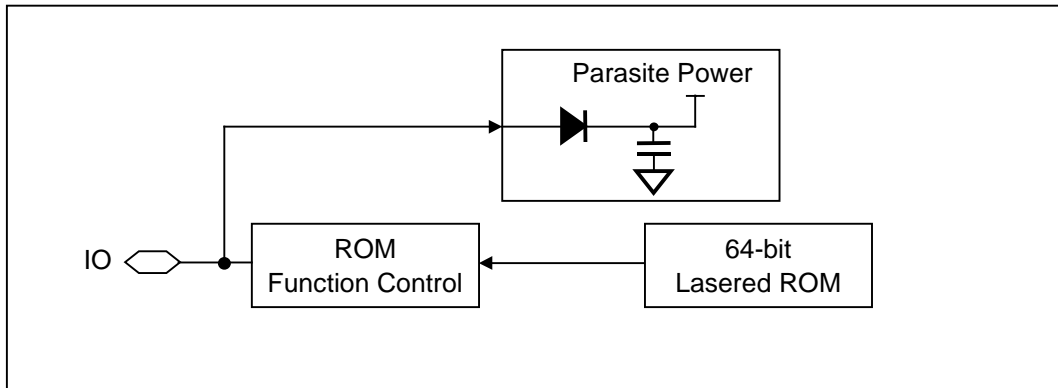 Parasite Power
IO
ROM
Function Control
64-bit
Lasered ROM